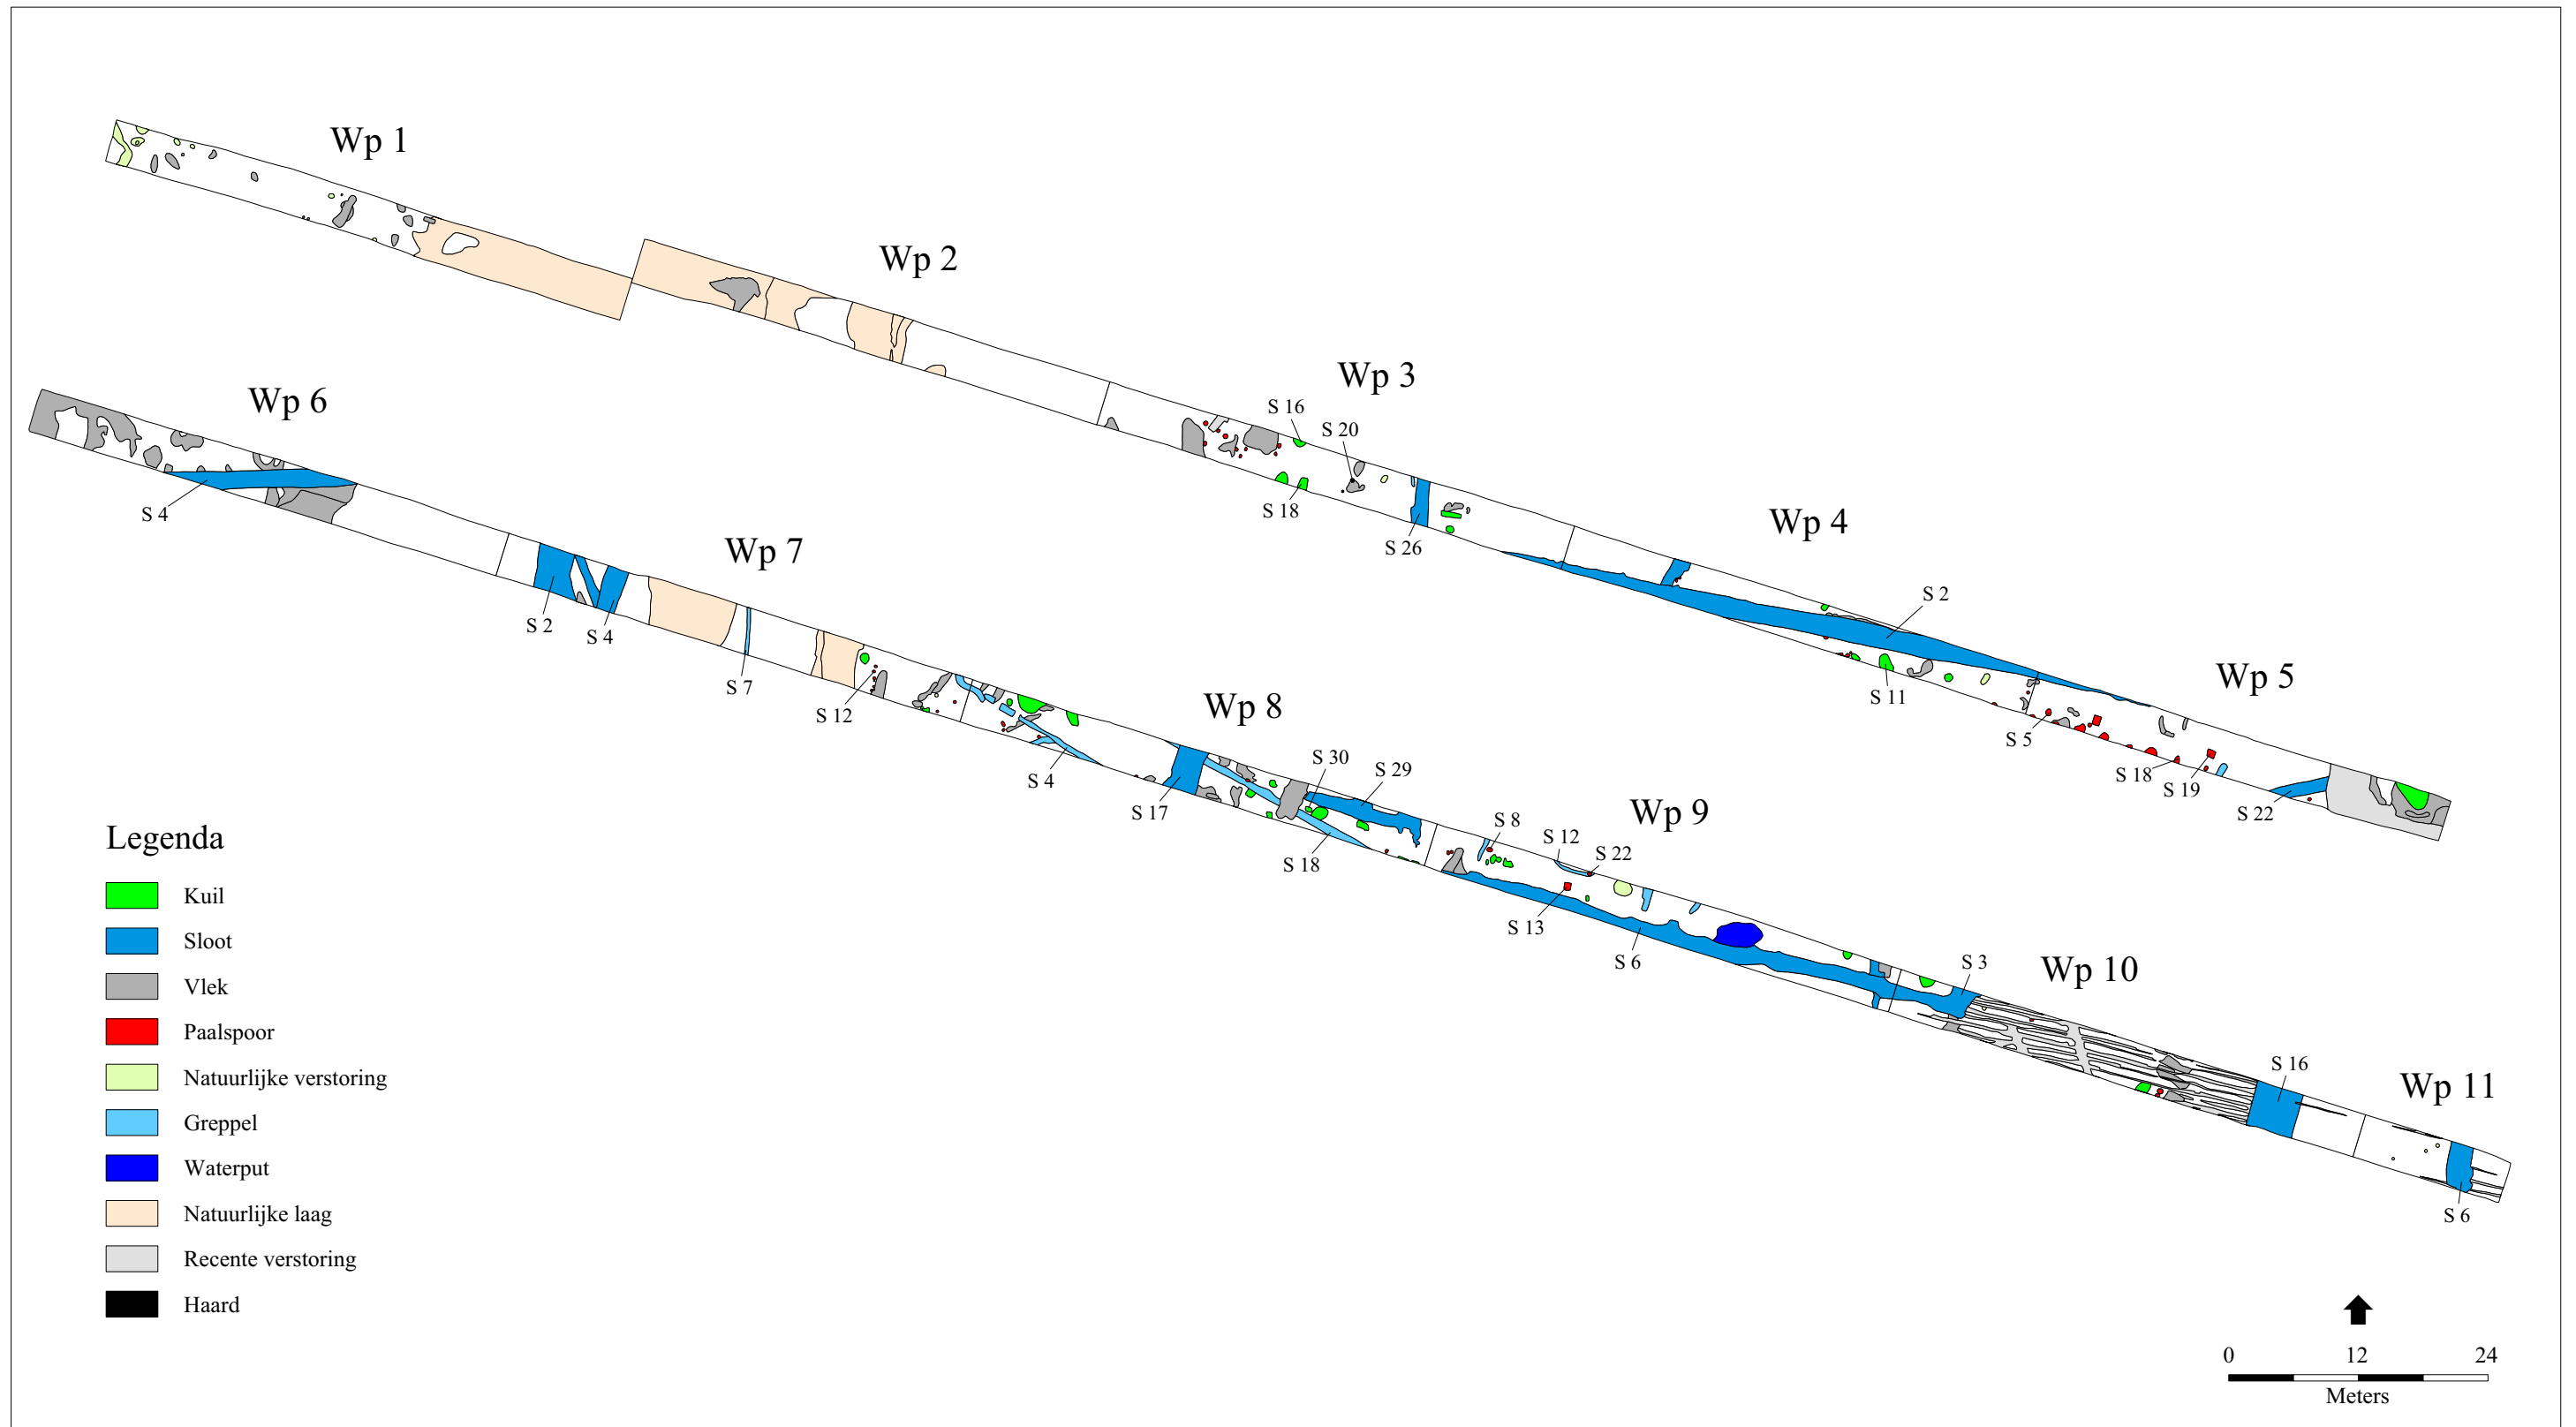 Wp 1
Wp 2
Wp 3
S 16
S 20
S 18
S 26
Wp 4
S 2
S 11
Wp 5
S 5
S 18
S 19
S 22
Wp 6
S 4
Wp 7
S 2
S 4
S 7
S 12
Wp 8
S 4
S 17
S 30
S 29
S 18
Wp 9
S 8
S 12
S 22
S 13
S 6
Wp 10
S 3
S 16
Wp 11
S 6
Legenda
Kuil
Sloot
Vlek
Paalspoor
Natuurlijke verstoring
Greppel
Waterput
Natuurlijke laag
Recente verstoring
Haard
0 12 24
Meters